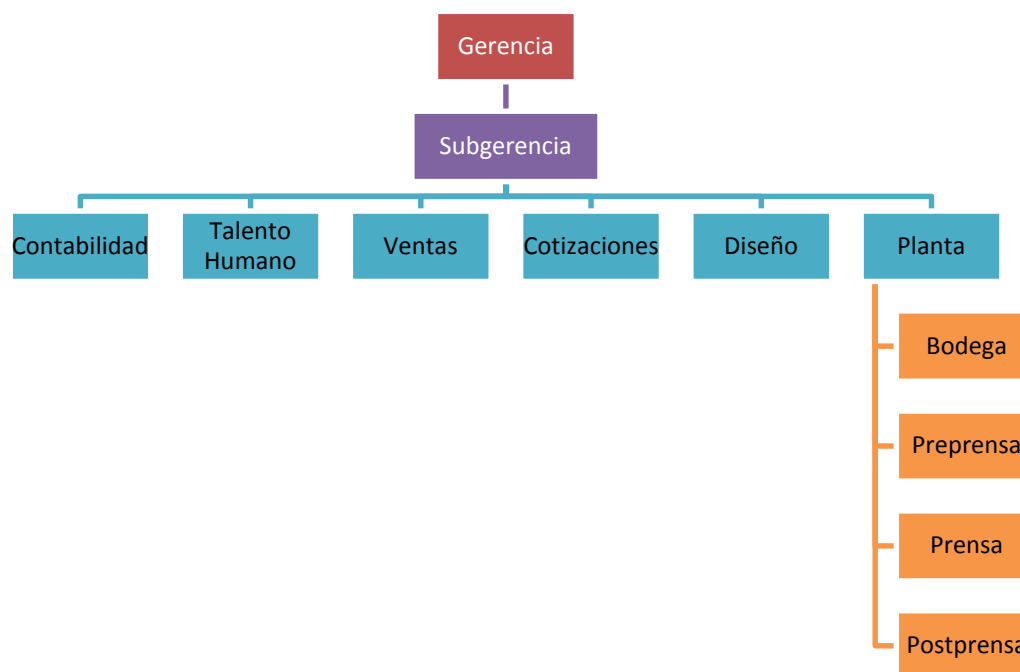 Gerencia
Subgerencia
Contabilidad
Talento
Humano
Ventas
Cotizaciones
Diseño
Planta
Bodega
Preprensa
Prensa
Postprensa